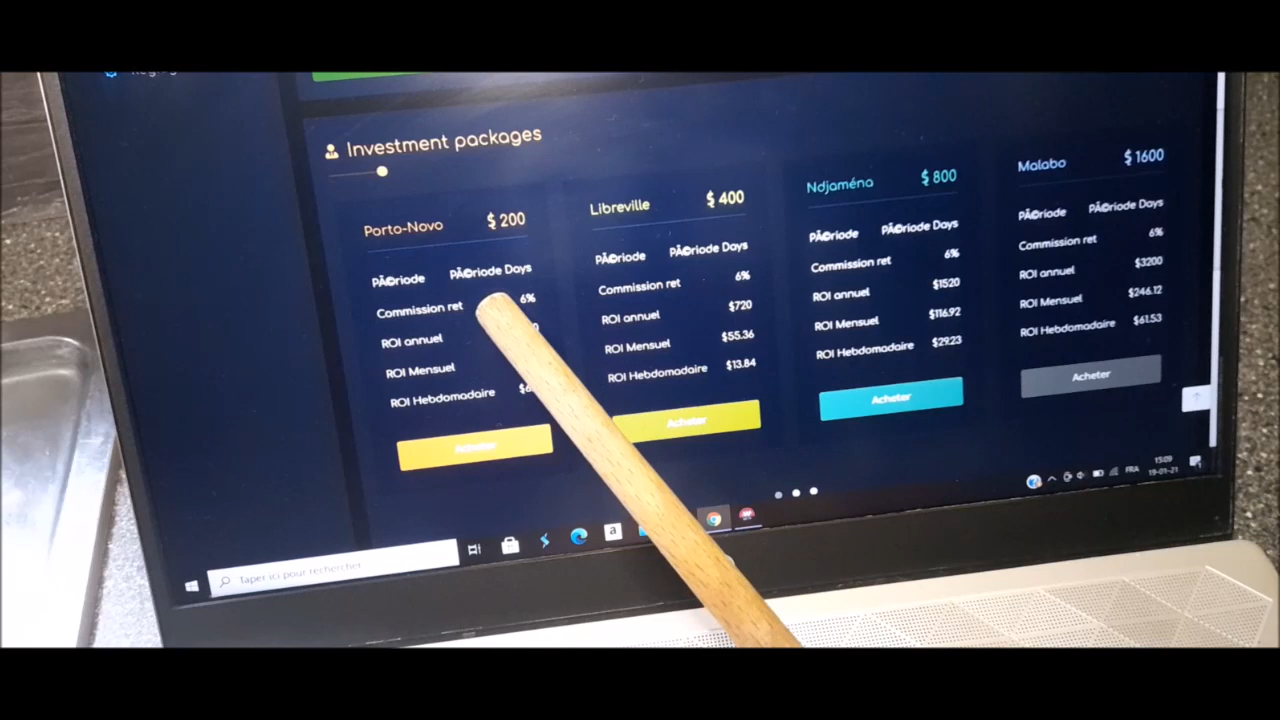 Investment packages
Porto-Novo $ 200
PÃ©riode PÃ©riode Days
Commission ret 6%
ROI annuel
ROI Mensuel
ROI Hebdomadaire
Acheter
Libreville $ 400
PÃ©riode PÃ©riode Days
Commission ret 6%
ROI annuel $720
ROI Mensuel $55.36
ROI Hebdomadaire $13.84
Acheter
Ndjaména $ 800
PÃ©riode PÃ©riode Days
Commission ret 6%
ROI annuel $1520
ROI Mensuel $116.92
ROI Hebdomadaire $29.23
Acheter
Malabo $ 1600
PÃ©riode PÃ©riode Days
Commission ret 6%
ROI annuel $3200
ROI Mensuel $246.12
ROI Hebdomadaire $61.53
Acheter
Taper ici pour rechercher
a
FRA
15:09
19-01-21